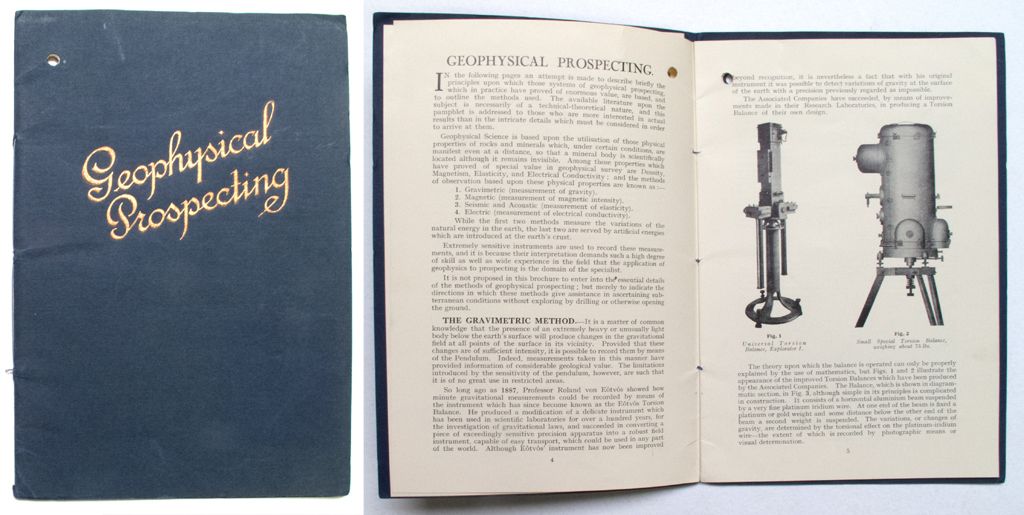 Geophysical
Prospecting
GEOPHYSICAL PROSPECTING.
IN the following pages an attempt is made to describe briefly the
principles upon which those systems of geophysical prospecting,
which in practice have proved of enormous value, are based, and
to outline the methods used. The available literature upon the
subject is necessarily of a technical-theoretical nature, and this
pamphlet is addressed to those who are more interested in actual
results than in the intricate details which must be considered in order
to arrive at them.
Geophysical Science is based upon the utilisation of those physical
properties of rocks and minerals which, under certain conditions, are
manifest even at a distance, so that a mineral body is scientifically
located although it remains invisible. Among those properties which
have proved of special value in geophysical survey are Density,
Magnetism, Elasticity, and Electrical Conductivity; and the methods
of observation based upon these physical properties are known as :—
1. Gravimetric (measurement of gravity).
2. Magnetic (measurement of magnetic intensity).
3. Seismic and Acoustic (measurement of elasticity).
4. Electric (measurement of electrical conductivity).
While the first two methods measure the variations of the
natural energy in the earth, the last two are served by artificial energies
which are introduced at the earth's crust.
Extremely sensitive instruments are used to record these measure-
ments, and it is because their interpretation demands such a high degree
of skill as well as wide experience in the field that the application of
geophysics to prospecting is the domain of the specialist.
It is not proposed in this brochure to enter into the essential details
of the methods of geophysical prospecting; but merely to indicate the
directions in which these methods give assistance in ascertaining sub-
terranean conditions without exploring by drilling or otherwise opening
the ground.
THE GRAVIMETRIC METHOD.—It is a matter of common
knowledge that the presence of an extremely heavy or unusually light
body below the earth's surface will produce changes in the gravitational
field at all points of the surface in its vicinity. Provided that these
changes are of sufficient intensity, it is possible to record them by means
of the Pendulum. Indeed, measurements taken in this manner have
provided information of considerable geological value. The limitations
introduced by the sensitivity of the pendulum, however, are such that
it is of no great use in restricted areas.
So long ago as 1887, Professor Roland von Eötvös showed how
minute gravitational measurements could be recorded by means of
the instrument which has since become known as the Eötvös Torsion
Balance. He produced a modification of a delicate instrument which
has been used in scientific laboratories for over a hundred years, for
the investigation of gravitational laws, and succeeded in converting a
piece of exceedingly sensitive precision apparatus into a robust field
instrument, capable of easy transport, which could be used in any part
of the world. Although Eötvös' instrument has now been improved
4
beyond recognition, it is nevertheless a fact that with his original
instrument it was possible to detect variations of gravity at the surface
of the earth with a precision previously regarded as impossible.
The Associated Companies have succeeded, by means of improve-
ments made in their Research Laboratories, in producing a Torsion
Balance of their own design.
Fig. 1
Universal Torsion
Balance, Explorator I.
Fig. 2
Small Special Torsion Balance,
weighing about 75 lbs.
The theory upon which the balance is operated can only be properly
explained by the use of mathematics, but Figs. 1 and 2 illustrate the
appearance of the improved Torsion Balances which have been produced
by the Associated Companies. The Balance, which is shown in diagram-
matic section, in Fig. 3, although simple in its principles is complicated
in construction. It consists of a horizontal aluminium beam suspended
by a very fine platinum iridium wire. At one end of the beam is fixed a
platinum or gold weight and some distance below the other end of the
beam a second weight is suspended. The variations, or changes of
gravity, are determined by the torsional effect on the platinum-iridium
wire—the extent of which is recorded by photographic means or
visual determination.
5